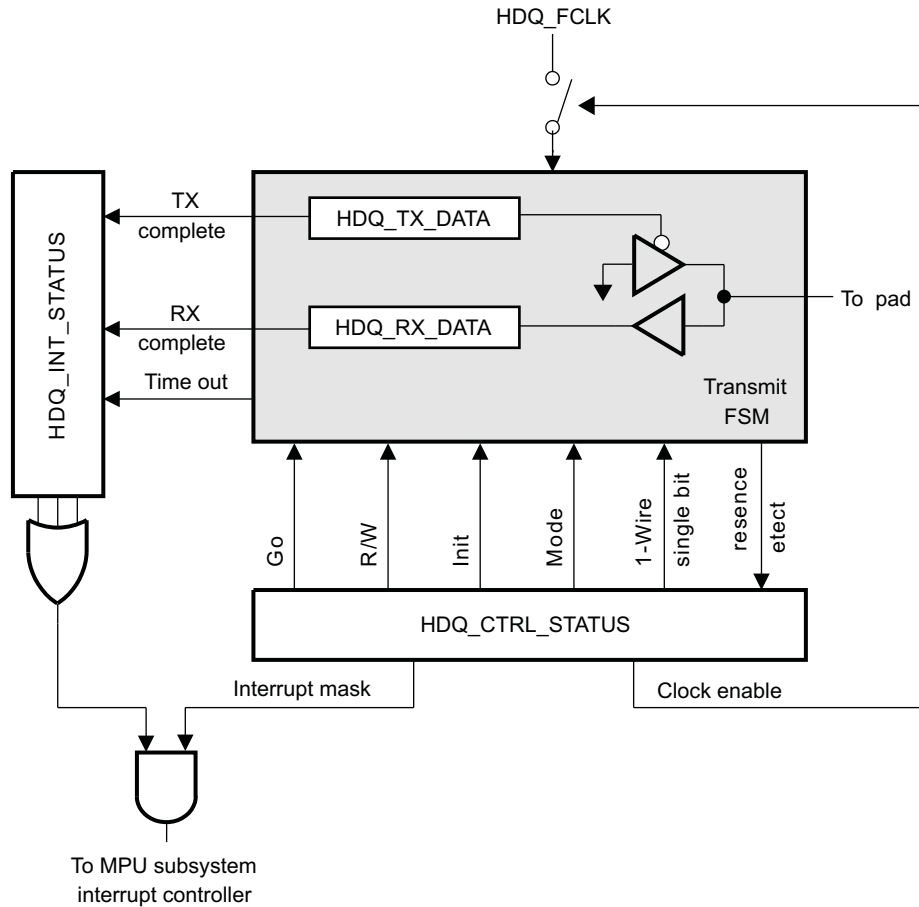 HDQ_FCLK
TX
complete
HDQ_TX_DATA
HDQ_INT_STATUS
RX
complete
HDQ_RX_DATA
To pad
Time out
Transmit
FSM
Go
R/W
Init
Mode
1-Wire
single bit
resence
etect
HDQ_CTRL_STATUS
Interrupt mask
Clock enable
To MPU subsystem
interrupt controller